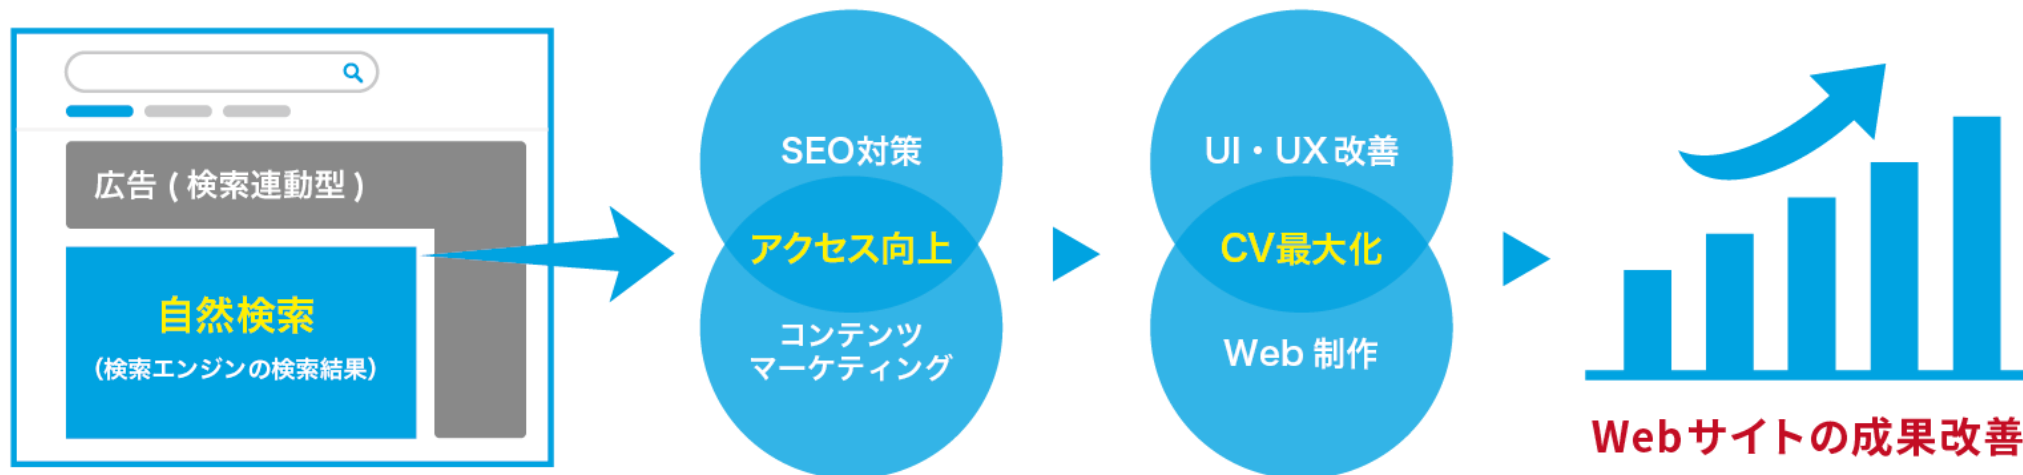 広告 ( 検索連動型 )
自然検索
(検索エンジンの検索結果)
SEO対策
アクセス向上
コンテンツ
マーケティング
UI・UX 改善
CV最大化
Web 制作
Webサイトの成果改善